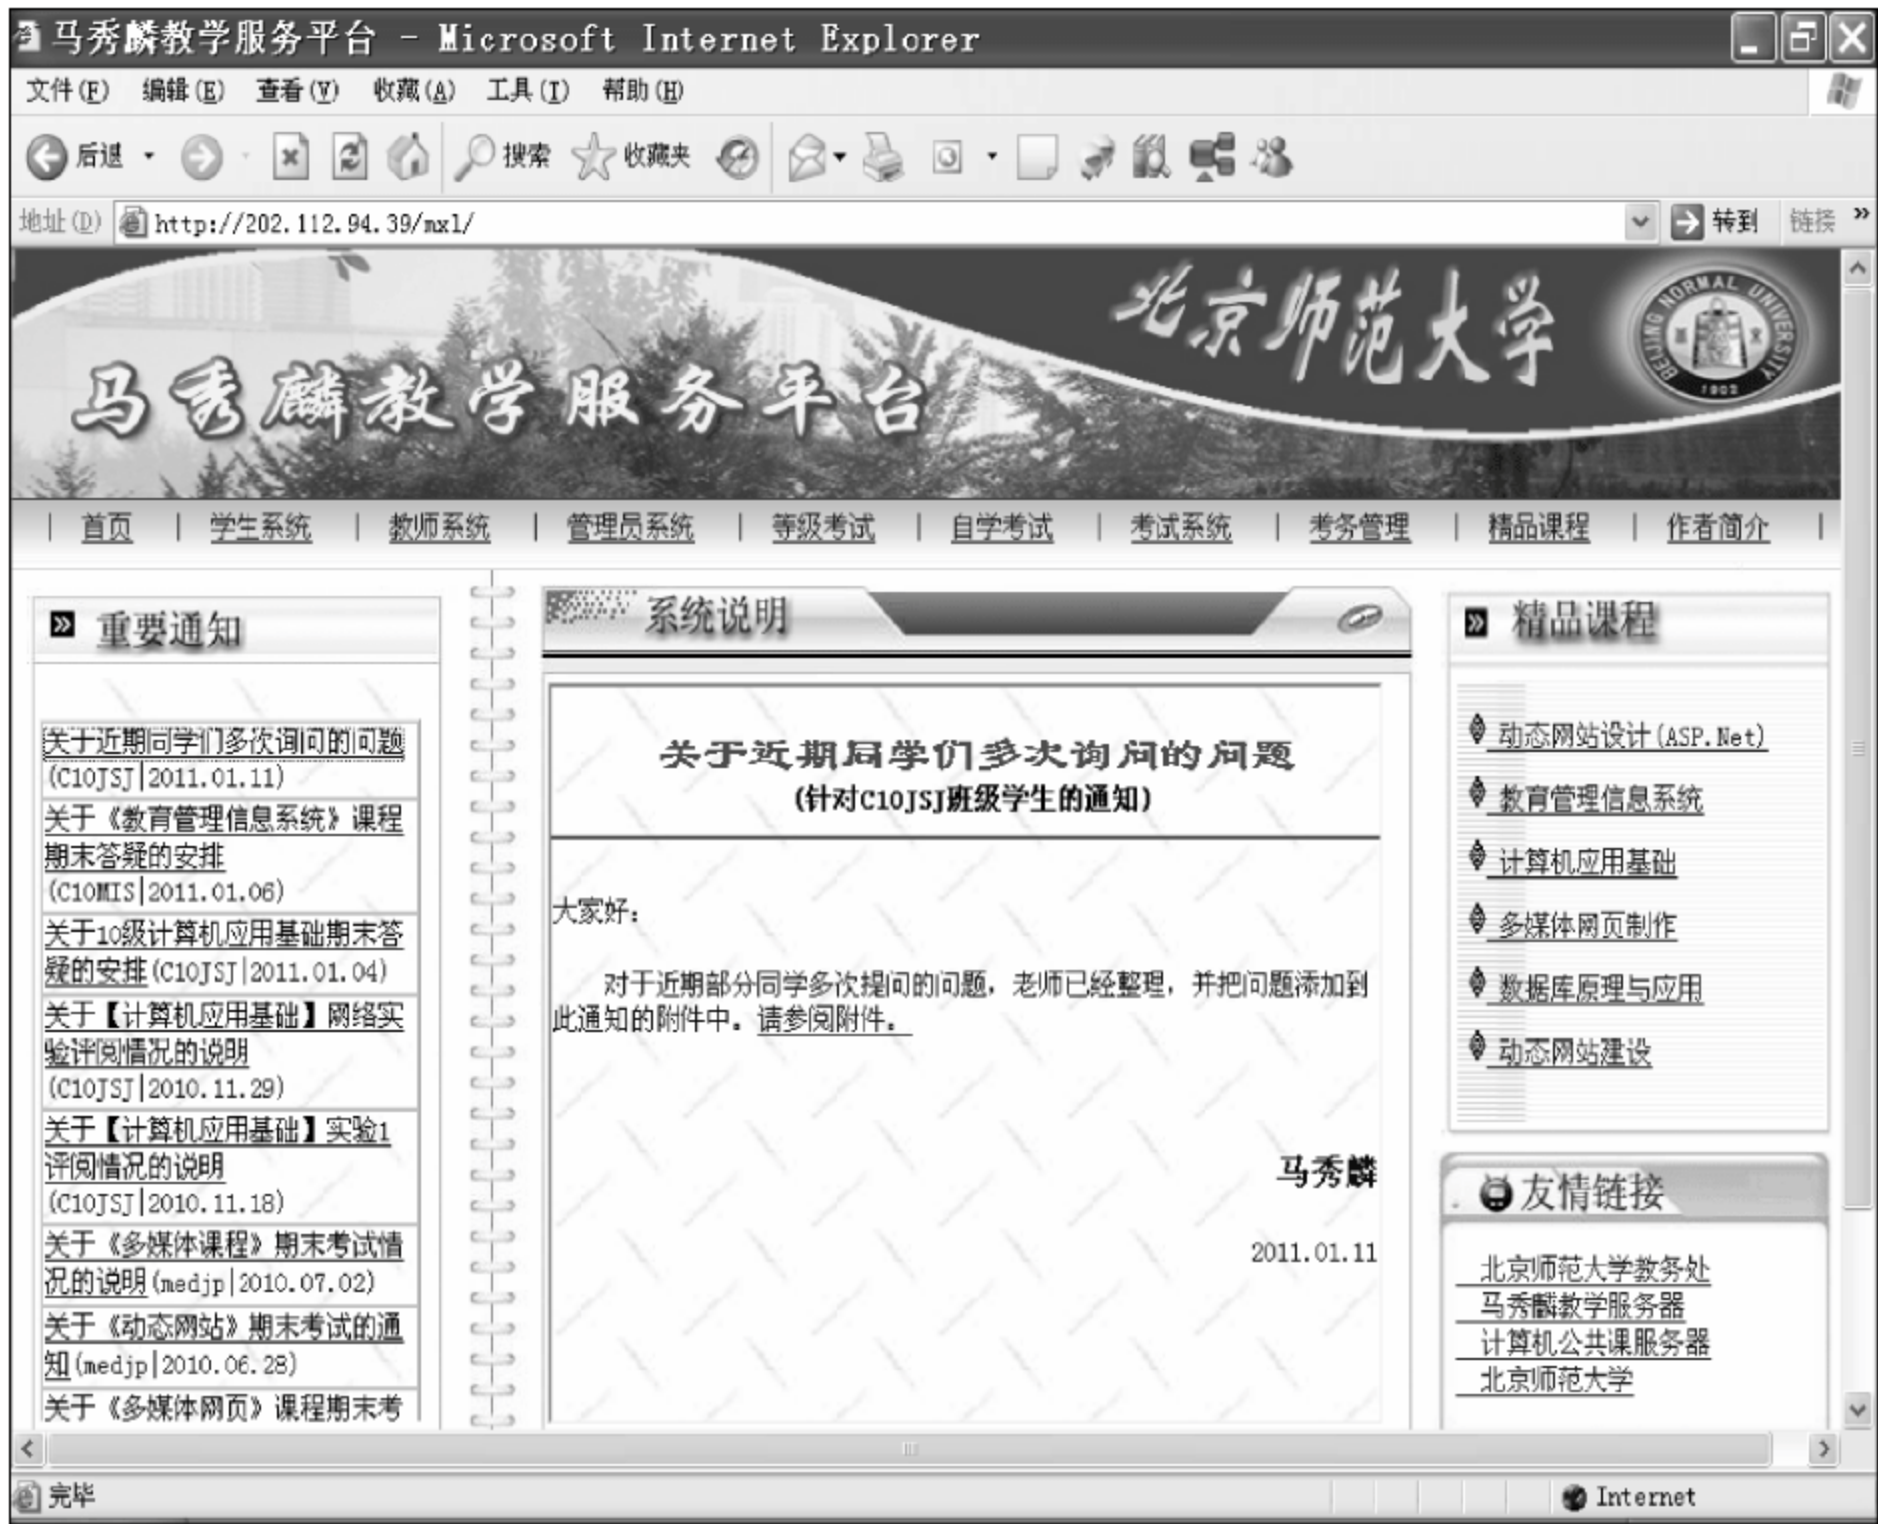 马秀麟教学服务平台 - Microsoft Internet Explorer
文件(F) 编辑(E) 查看(V) 收藏(A) 工具(T) 帮助(H)
后退 搜索 收藏夹
地址(D) http://202.112.94.39/mxl/ 转到 链接 »
北京师范大学
BEIJING NORMAL UNIVERSITY
1902
马秀麟教学服务平台
| 首页 | 学生系统 | 教师系统 | 管理员系统 | 等级考试 | 自学考试 | 考试系统 | 考务管理 | 精品课程 | 作者简介 |
重要通知
关于近期同学们多次询问的问题
(C10JSJ|2011.01.11)
关于《教育管理信息系统》课程
期末答疑的安排
(C10MIS|2011.01.06)
关于10级计算机应用基础期末答
疑的安排(C10JSJ|2011.01.04)
关于【计算机应用基础】网络实
验评阅情况的说明
(C10JSJ|2010.11.29)
关于【计算机应用基础】实验1
评阅情况的说明
(C10JSJ|2010.11.18)
关于《多媒体课程》期末考试情
况的说明(medjp|2010.07.02)
关于《动态网站》期末考试的通
知(medjp|2010.06.28)
关于《多媒体网页》课程期末考
系统说明
关于近期同学们多次询问的问题
(针对C10JSJ班级学生的通知)
大家好：
对于近期部分同学多次提问的问题，老师已经整理，并把问题添加到
此通知的附件中。请参阅附件。
马秀麟
2011.01.11
精品课程
动态网站设计(ASP.Net)
教育管理信息系统
计算机应用基础
多媒体网页制作
数据库原理与应用
动态网站建设
友情链接
北京师范大学教务处
马秀麟教学服务器
计算机公共课服务器
北京师范大学
完毕 Internet